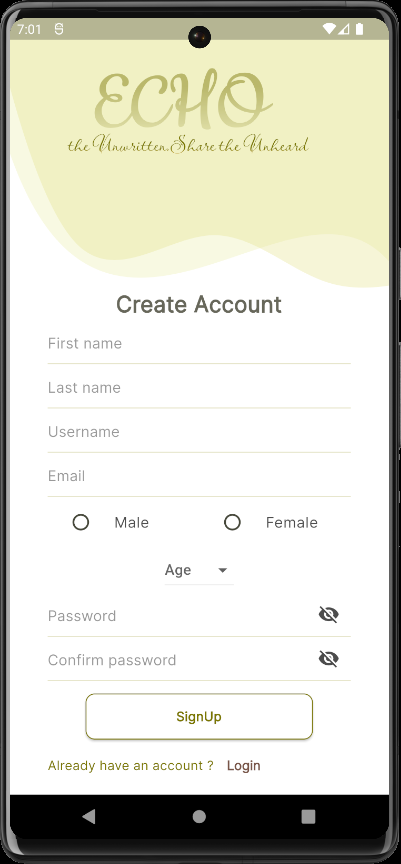 7:01
ECHO
the Unwritten.Share the Unheard
Create Account
First name
Last name
Username
Email
Male Female
Age
Password
Confirm password
SignUp
Already have an account ? Login